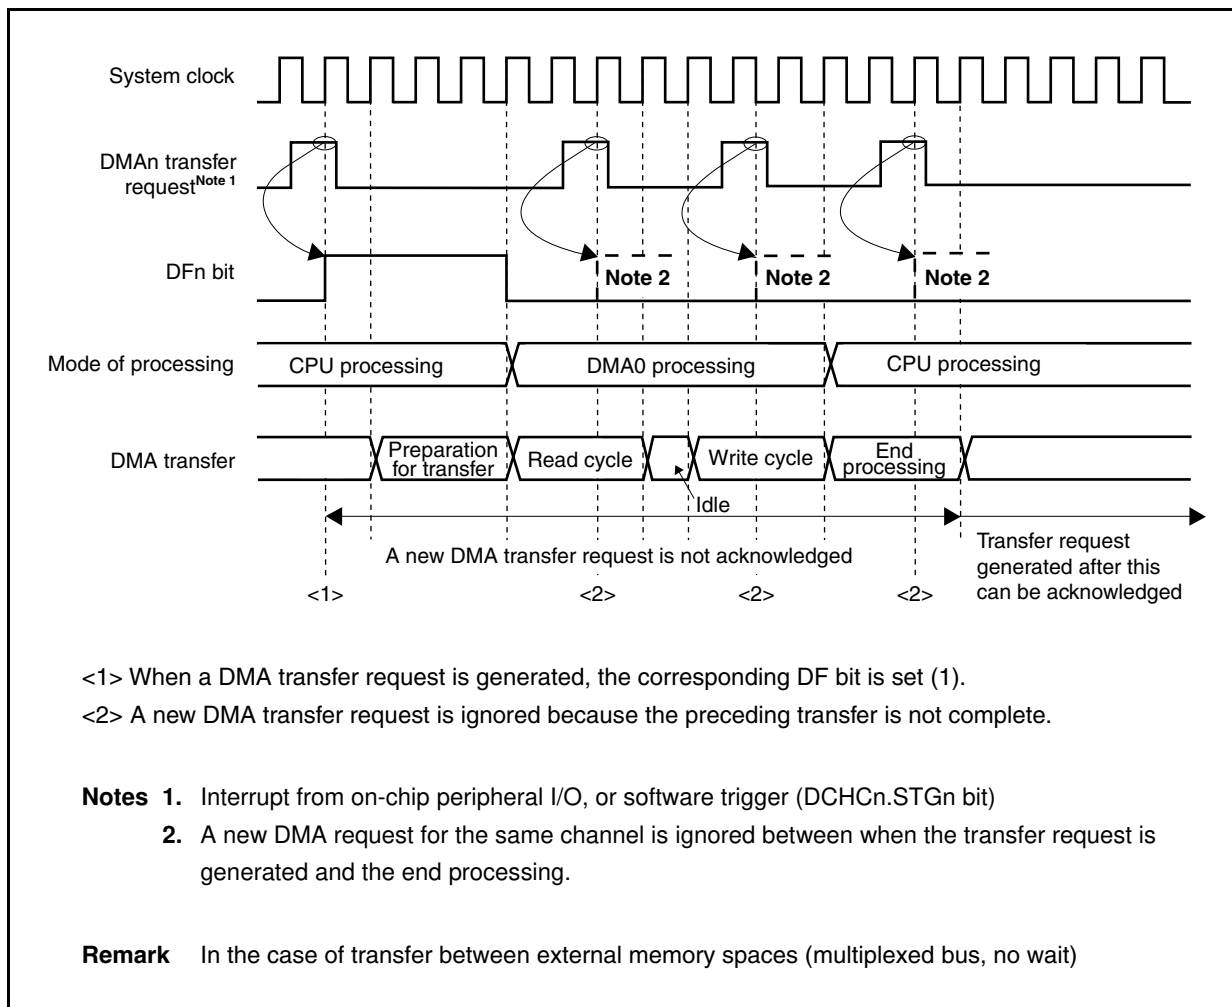 System clock
DMAn transfer
requestNote 1
DFn bit
Note 2
Note 2
Note 2
Mode of processing
CPU processing
DMA0 processing
CPU processing
DMA transfer
Preparation
for transfer
Read cycle
Write cycle
End
processing
Idle
A new DMA transfer request is not acknowledged
Transfer request
generated after this
can be acknowledged
<1>
<2>
<2>
<2>
<1> When a DMA transfer request is generated, the corresponding DF bit is set (1).
<2> A new DMA transfer request is ignored because the preceding transfer is not complete.
Notes 1. Interrupt from on-chip peripheral I/O, or software trigger (DCHCn.STGn bit)
2. A new DMA request for the same channel is ignored between when the transfer request is
generated and the end processing.
Remark In the case of transfer between external memory spaces (multiplexed bus, no wait)